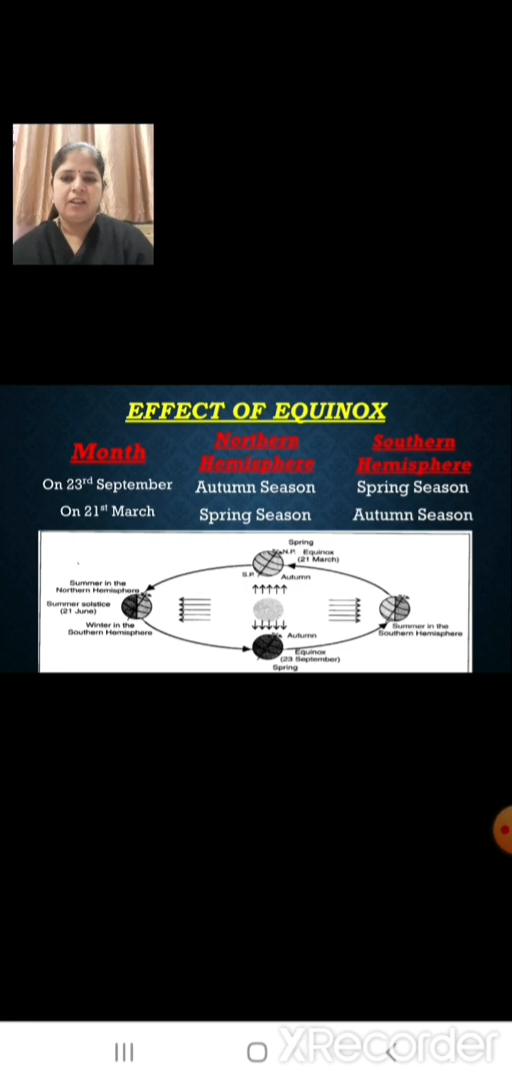 EFFECT OF EQUINOX
Month Northern Hemisphere Southern Hemisphere
On 23rd September Autumn Season Spring Season
On 21st March Spring Season Autumn Season
Spring
N.P. Equinox
(21 March)
S.P.
Autumn
Summer in the
Northern Hemisphere
Summer solstice
(21 June)
Winter in the
Southern Hemisphere
Summer in the
Southern Hemisphere
Autumn
Equinox
(23 September)
Spring
XRecorder